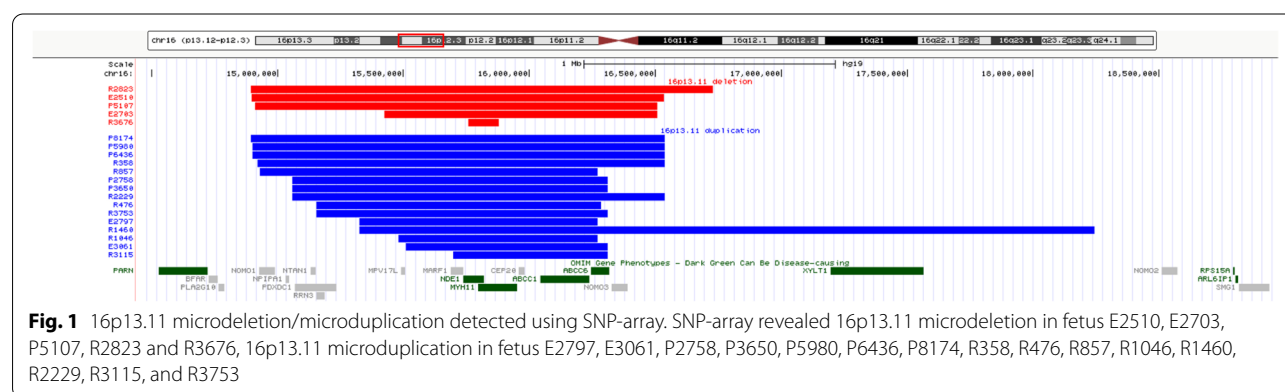 chr16 (p13.12-p12.3) 16p13.3 p13.2 16p12.3 p12.2 16p12.1 16p11.2 16q11.2 16q12.1 16q12.2 16q21 16q22.1 22.2 16q23.1 q23.2 q23.3 q24.1
Scale 1 Mb hg19
chr16: 15,000,000 15,500,000 16,000,000 16,500,000 17,000,000 17,500,000 18,000,000 18,500,000
16p13.11 deletion
R2823
E2510
P5107
E2703
R3676
16p13.11 duplication
P8174
P5980
P6436
R358
R857
P2758
P3650
R2229
R476
R3753
E2797
R1460
R1046
E3061
R3115
OMIM Gene Phenotypes - Dark Green Can Be Disease-causing
PARN NOMO1 NTAN1 MPV17L MARF1 CEP20 ABCC6 XYLT1 NOMO2 RPS15A
BFAR NPIPA1 NDE1 ABCC1 ARL6IP1
PLA2G10 PDXDC1 MYH11 NOMO3 SMG1
RRN3
Fig. 1 16p13.11 microdeletion/microduplication detected using SNP-array. SNP-array revealed 16p13.11 microdeletion in fetus E2510, E2703,
P5107, R2823 and R3676, 16p13.11 microduplication in fetus E2797, E3061, P2758, P3650, P5980, P6436, P8174, R358, R476, R857, R1046, R1460,
R2229, R3115, and R3753